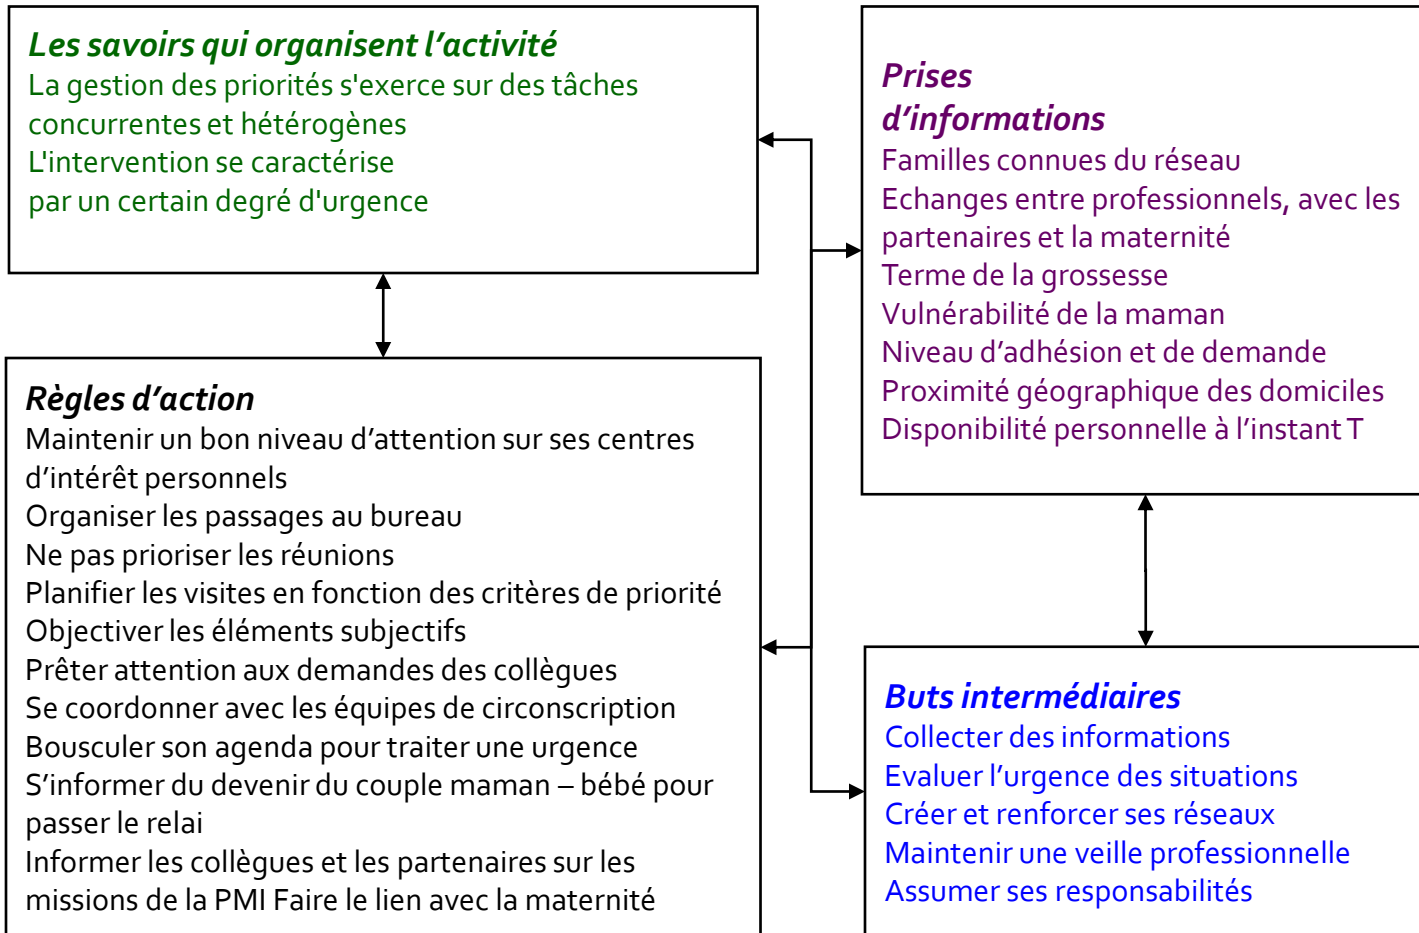 Les savoirs qui organisent l’activité
La gestion des priorités s'exerce sur des tâches
concurrentes et hétérogènes
L'intervention se caractérise
par un certain degré d'urgence
Prises
d’informations
Familles connues du réseau
Echanges entre professionnels, avec les
partenaires et la maternité
Terme de la grossesse
Vulnérabilité de la maman
Niveau d’adhésion et de demande
Proximité géographique des domiciles
Disponibilité personnelle à l’instant T
Règles d’action
Maintenir un bon niveau d’attention sur ses centres
d’intérêt personnels
Organiser les passages au bureau
Ne pas prioriser les réunions
Planifier les visites en fonction des critères de priorité
Objectiver les éléments subjectifs
Prêter attention aux demandes des collègues
Se coordonner avec les équipes de circonscription
Bousculer son agenda pour traiter une urgence
S’informer du devenir du couple maman – bébé pour
passer le relai
Informer les collègues et les partenaires sur les
missions de la PMI Faire le lien avec la maternité
Buts intermédiaires
Collecter des informations
Evaluer l’urgence des situations
Créer et renforcer ses réseaux
Maintenir une veille professionnelle
Assumer ses responsabilités